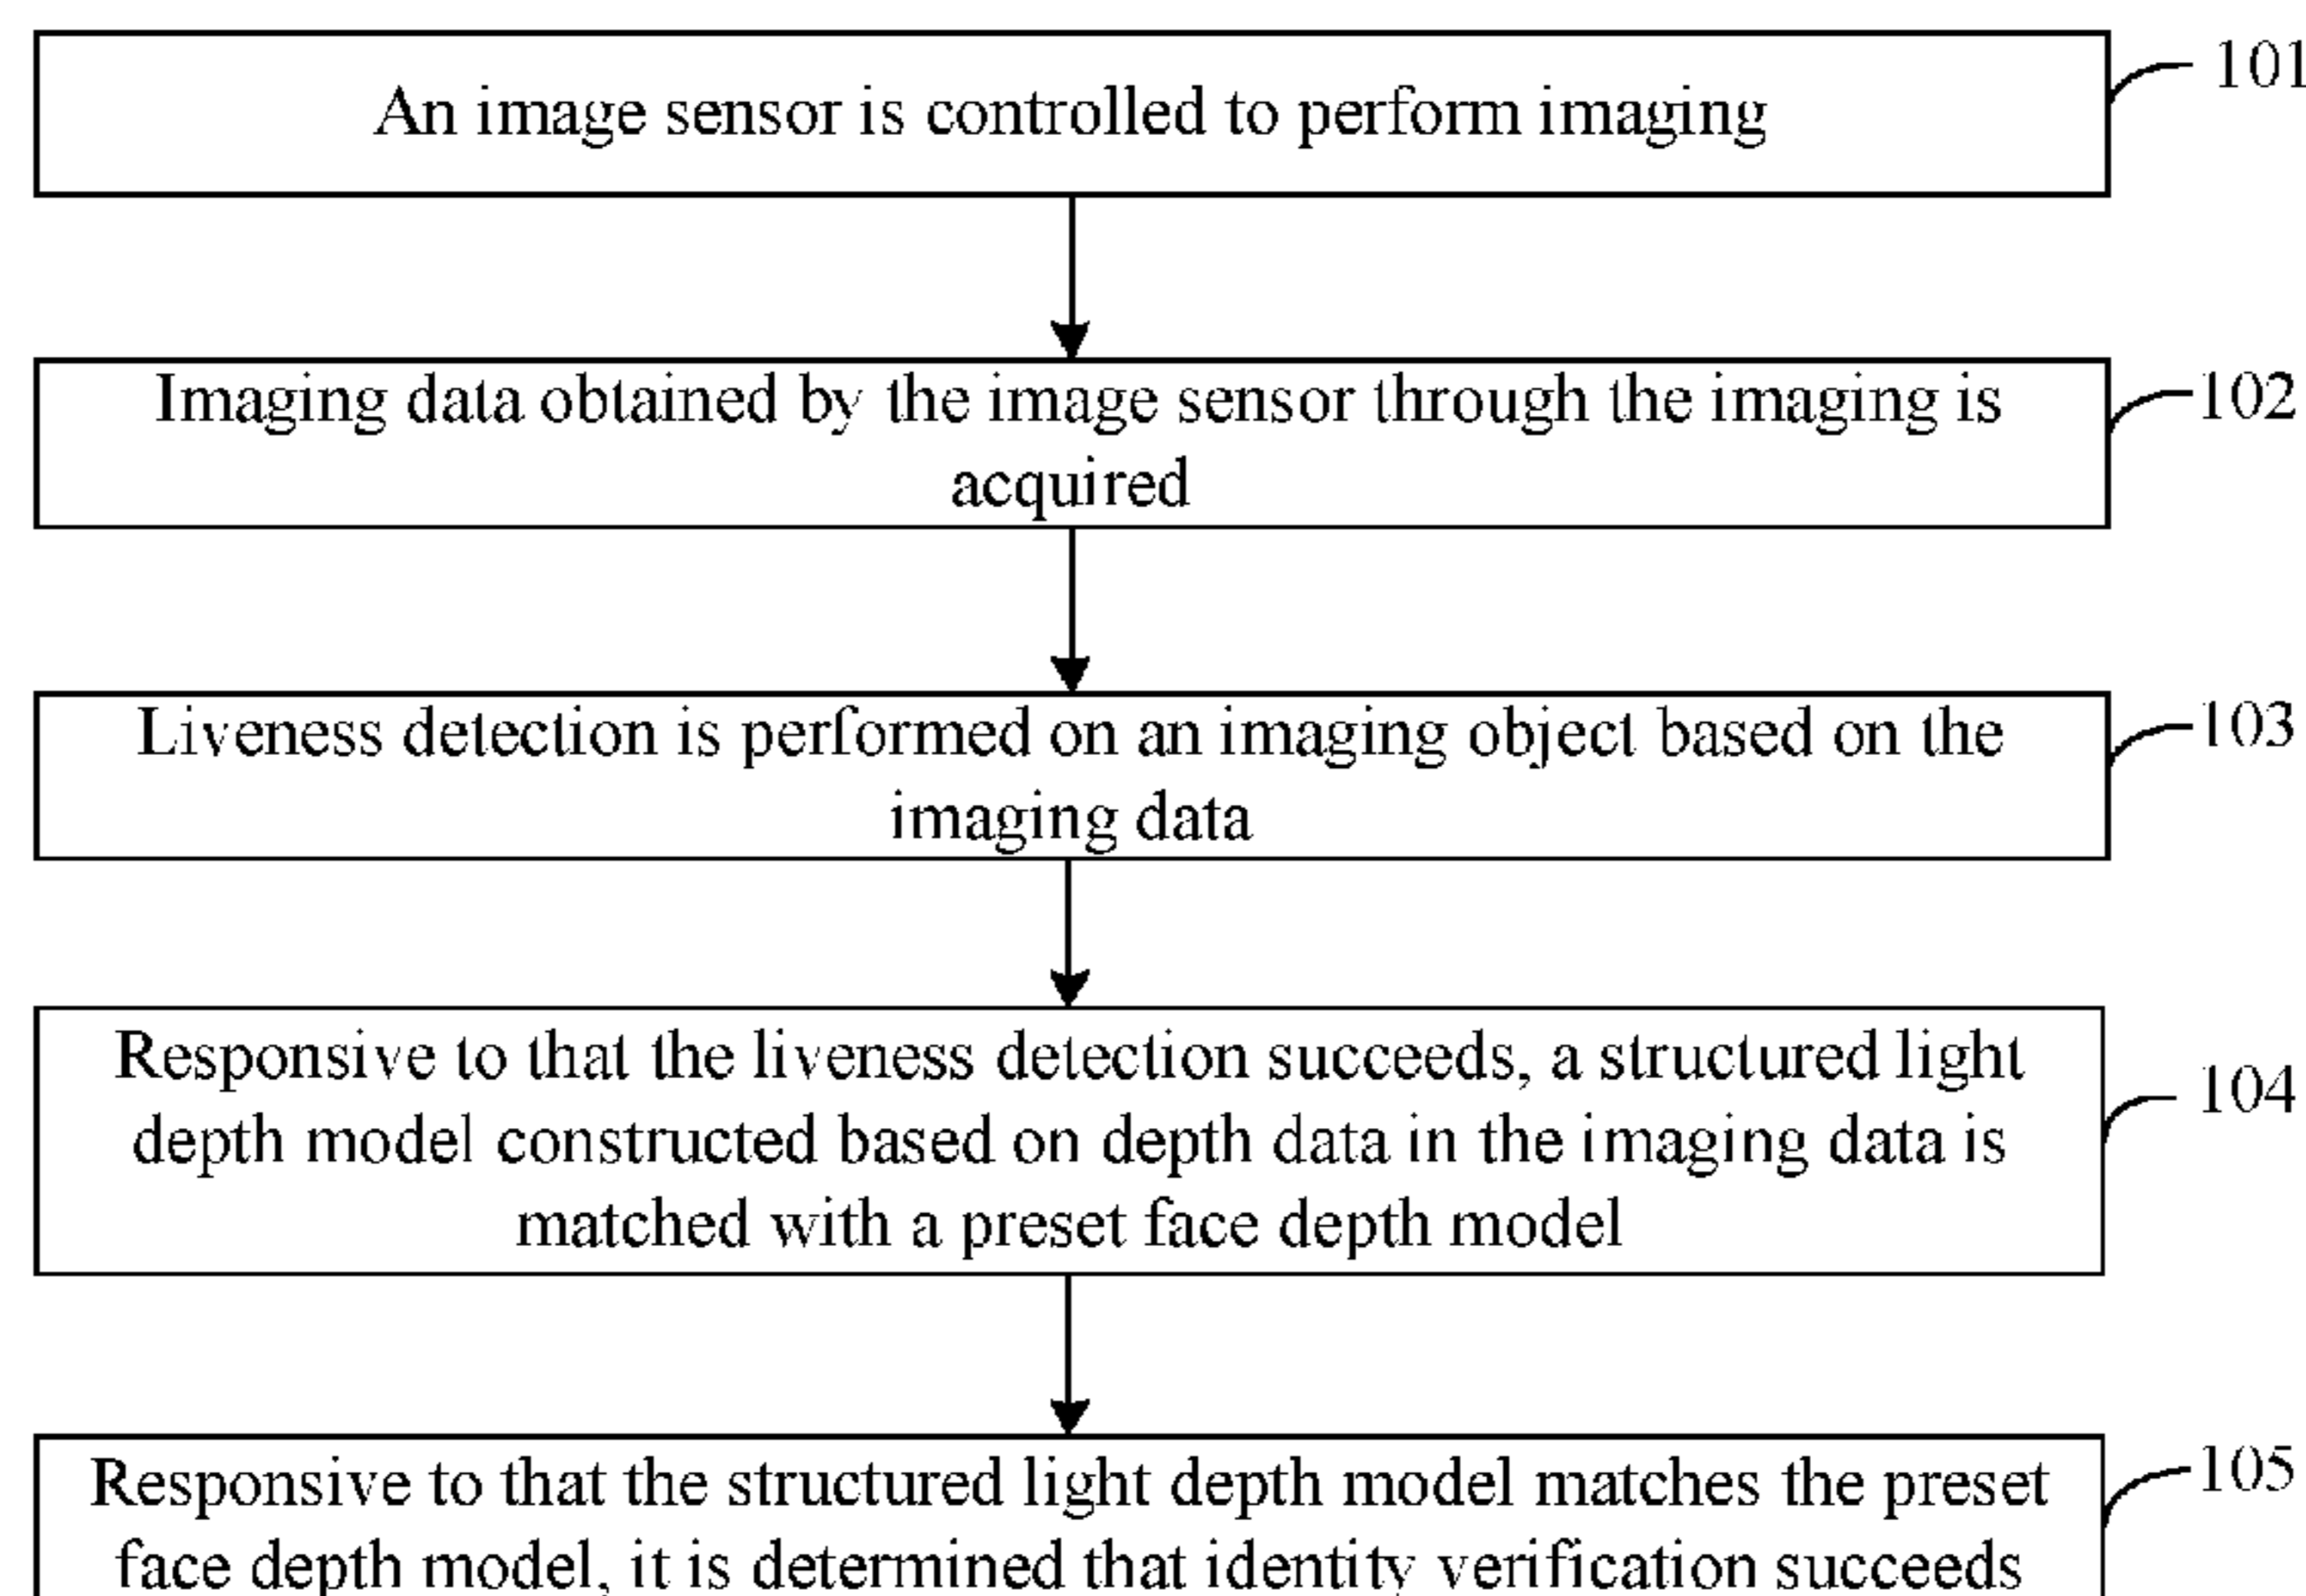 An image sensor is controlled to perform imaging
101
Imaging data obtained by the image sensor through the imaging is
acquired
102
Liveness detection is performed on an imaging object based on the
imaging data
103
Responsive to that the liveness detection succeeds, a structured light
depth model constructed based on depth data in the imaging data is
matched with a preset face depth model
104
Responsive to that the structured light depth model matches the preset
face depth model, it is determined that identity verification succeeds
105